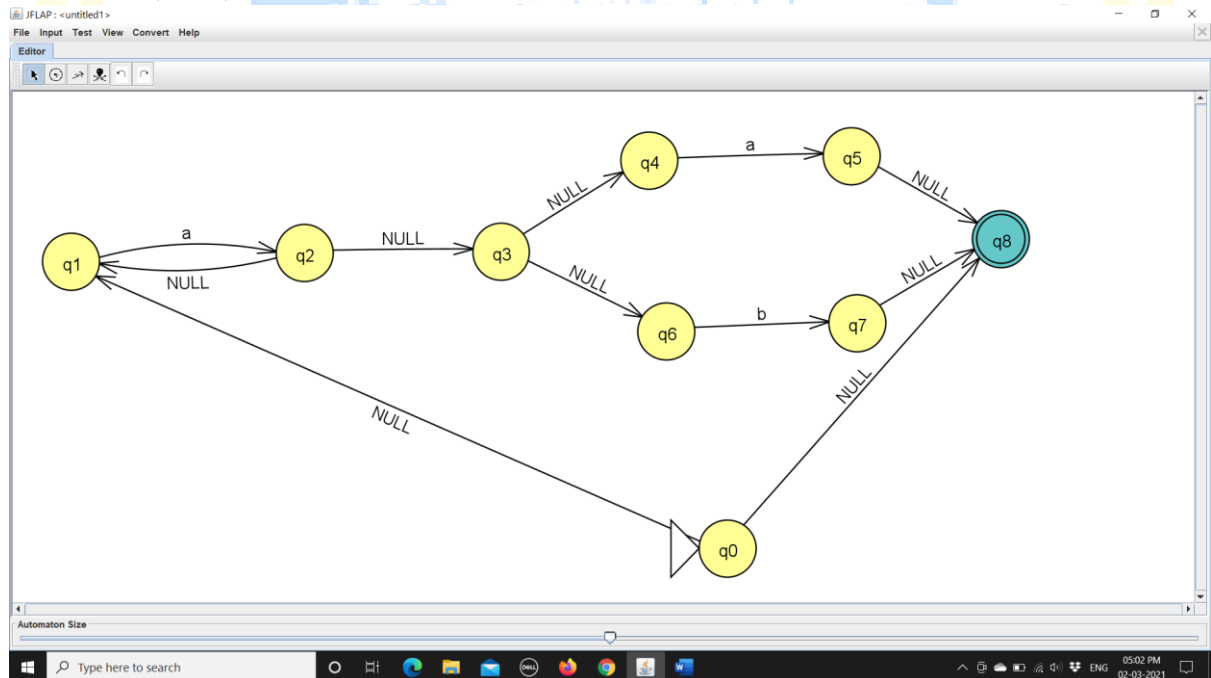 JFLAP : <untitled1>
File Input Test View Convert Help
Editor
q4
a
q5
NULL
NULL
q1
a
q2
NULL
q3
q8
NULL
NULL
NULL
q6
b
q7
NULL
NULL
q0
Automaton Size
Type here to search
DELL
W
ENG
05:02 PM
02-03-2021